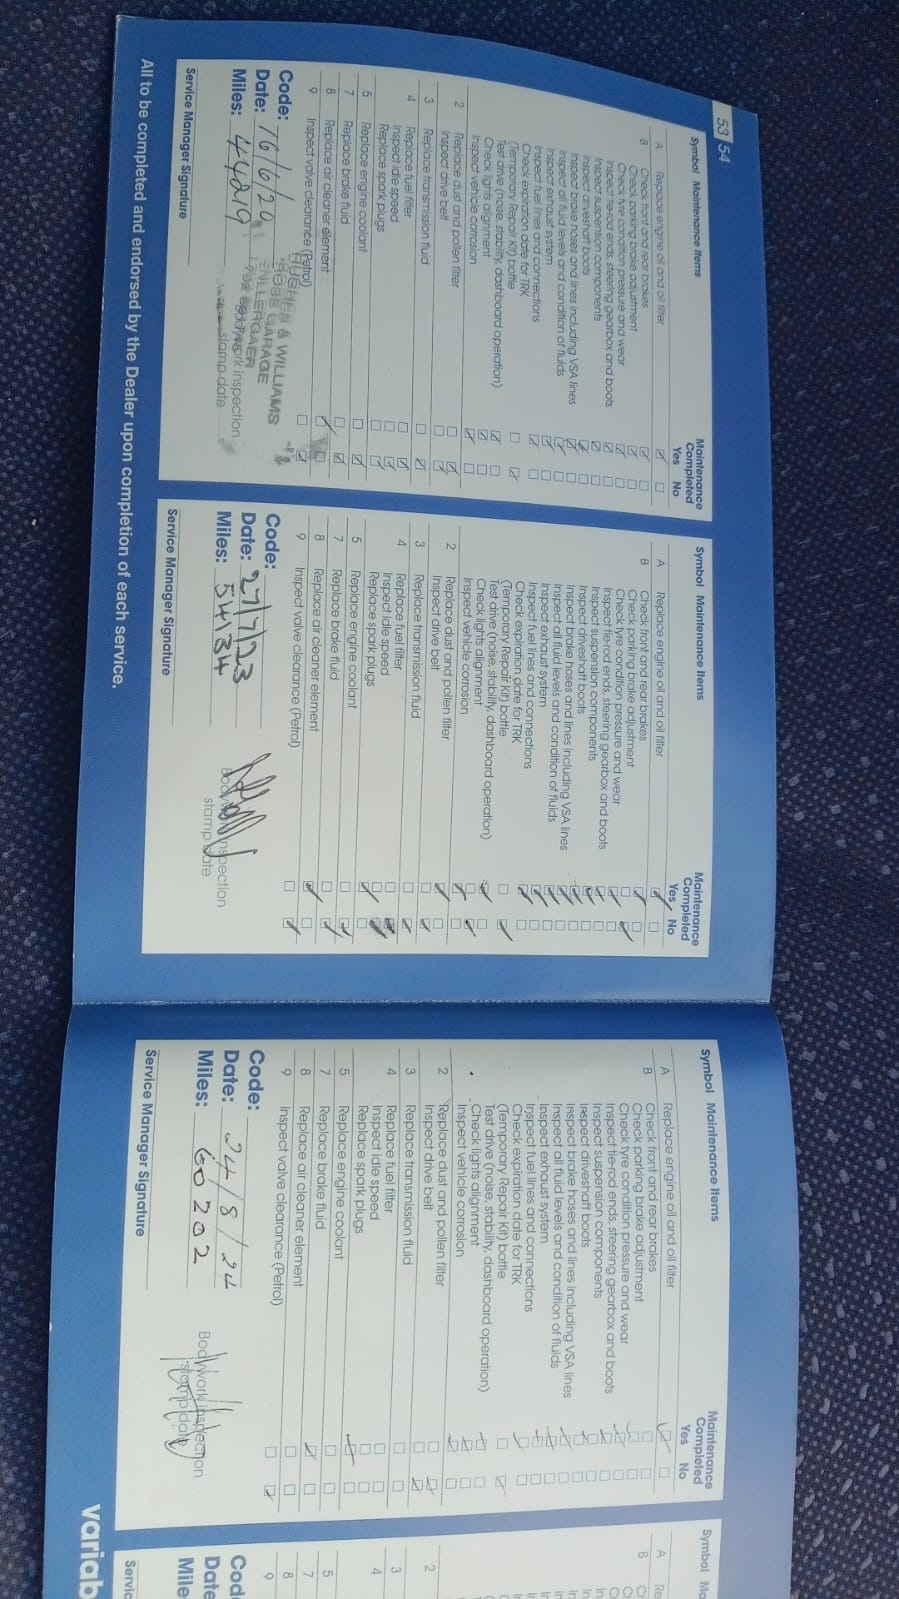 53 54
Symbol Maintenance Items
Maintenance Completed
Yes No
A Replace engine oil and oil filter
B Check front and rear brakes
Check parking brake adjustment
Check tyre condition pressure and wear
Inspect tie-rod ends, steering gearbox and boots
Inspect suspension components
Inspect driveshaft boots
Inspect brake hoses and lines including VSA lines
Inspect all fluid levels and condition of fluids
Inspect exhaust system
Inspect fuel lines and connections
Check expiration date for TRK
(Temporary Repair Kit) bottle
Test drive (noise, stability, dashboard operation)
Check lights alignment
Inspect vehicle corrosion
2 Replace dust and pollen filter
Inspect drive belt
3 Replace transmission fluid
Replace fuel filter
4 Inspect idle speed
Replace spark plugs
5 Replace engine coolant
7 Replace brake fluid
8 Replace air cleaner element
9 Inspect valve clearance (Petrol)
Code:
Date: 16/6/20
Miles: 44219
HUGHES & WILLIAMS
ROSS GARAGE
Bodywork inspection
stamp date
Service Manager Signature
Symbol Maintenance Items
Maintenance Completed
Yes No
A Replace engine oil and oil filter
B Check front and rear brakes
Check parking brake adjustment
Check tyre condition pressure and wear
Inspect tie-rod ends, steering gearbox and boots
Inspect suspension components
Inspect driveshaft boots
Inspect brake hoses and lines including VSA lines
Inspect all fluid levels and condition of fluids
Inspect exhaust system
Inspect fuel lines and connections
Check expiration date for TRK
(Temporary Repair Kit) bottle
Test drive (noise, stability, dashboard operation)
Check lights alignment
Inspect vehicle corrosion
2 Replace dust and pollen filter
Inspect drive belt
3 Replace transmission fluid
4 Replace fuel filter
Inspect idle speed
Replace spark plugs
5 Replace engine coolant
7 Replace brake fluid
8 Replace air cleaner element
9 Inspect valve clearance (Petrol)
Code:
Date: 27/7/23
Miles: 54134
Bodywork inspection
stamp date
Service Manager Signature
All to be completed and endorsed by the Dealer upon completion of each service.
Symbol Maintenance Items
Maintenance Completed
Yes No
A Replace engine oil and oil filter
B Check front and rear brakes
Check parking brake adjustment
Check tyre condition pressure and wear
Inspect tie-rod ends, steering gearbox and boots
Inspect suspension components
Inspect driveshaft boots
Inspect brake hoses and lines including VSA lines
Inspect all fluid levels and condition of fluids
Inspect exhaust system
Inspect fuel lines and connections
Check expiration date for TRK
(Temporary Repair Kit) bottle
Test drive (noise, stability, dashboard operation)
Check lights alignment
Inspect vehicle corrosion
2 Replace dust and pollen filter
Inspect drive belt
3 Replace transmission fluid
4 Replace fuel filter
Inspect idle speed
Replace spark plugs
5 Replace engine coolant
7 Replace brake fluid
8 Replace air cleaner element
9 Inspect valve clearance (Petrol)
Code:
Date: 24/8/24
Miles: 60202
Bodywork inspection
stamp date
Service Manager Signature
Symbol Ma
A Re
B
2
3
4
5
7
8
9
Cod
Date
Mile
Servic
variab